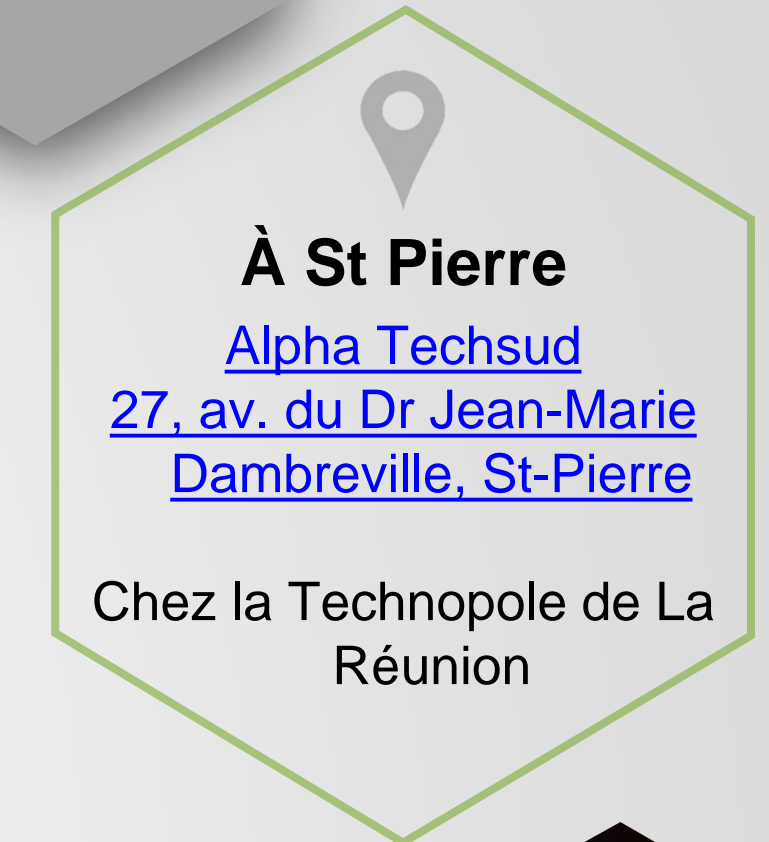 À St Pierre
Alpha Techsud
27, av. du Dr Jean-Marie
Dambreville, St-Pierre
Chez la Technopole de La
Réunion